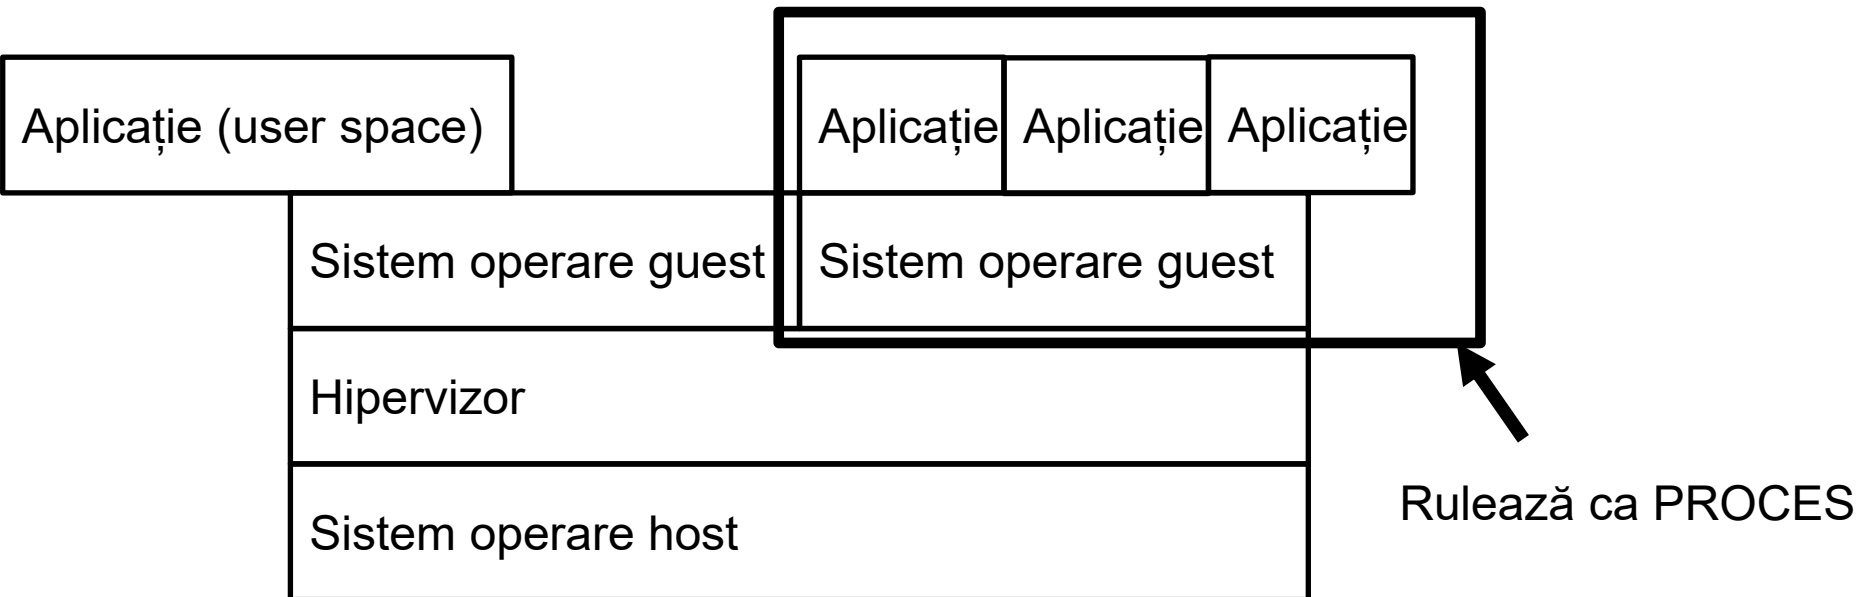 Aplicație (user space)
Aplicație
Aplicație
Aplicație
Sistem operare guest
Sistem operare guest
Hipervizor
Rulează ca PROCES
Sistem operare host